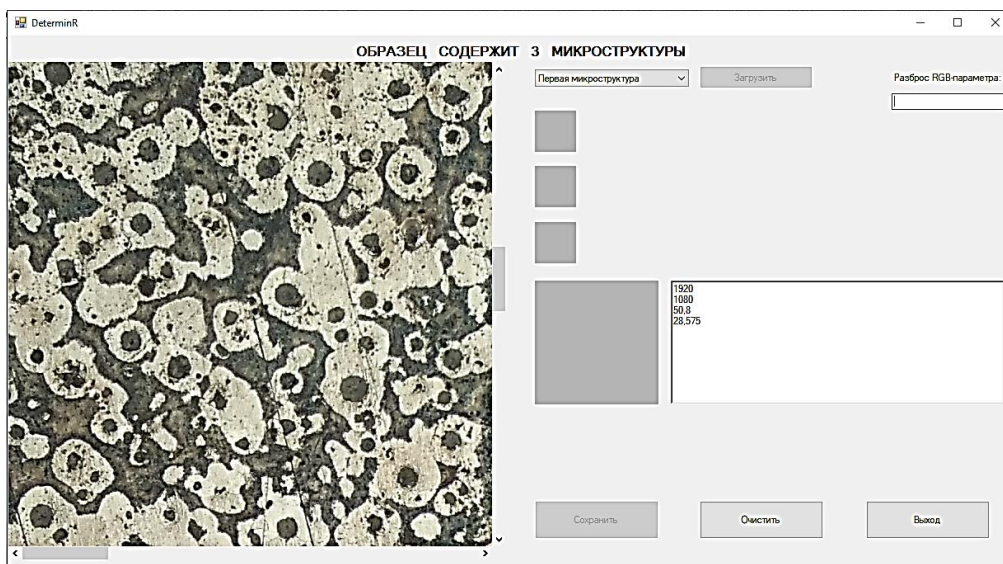 DeterminR
ОБРАЗЕЦ СОДЕРЖИТ 3 МИКРОСТРУКТУРЫ
Первая микроструктура
Загрузить
Разброс RGB-параметра:
1920
1080
50,8
28,575
Сохранить
Очистить
Выход